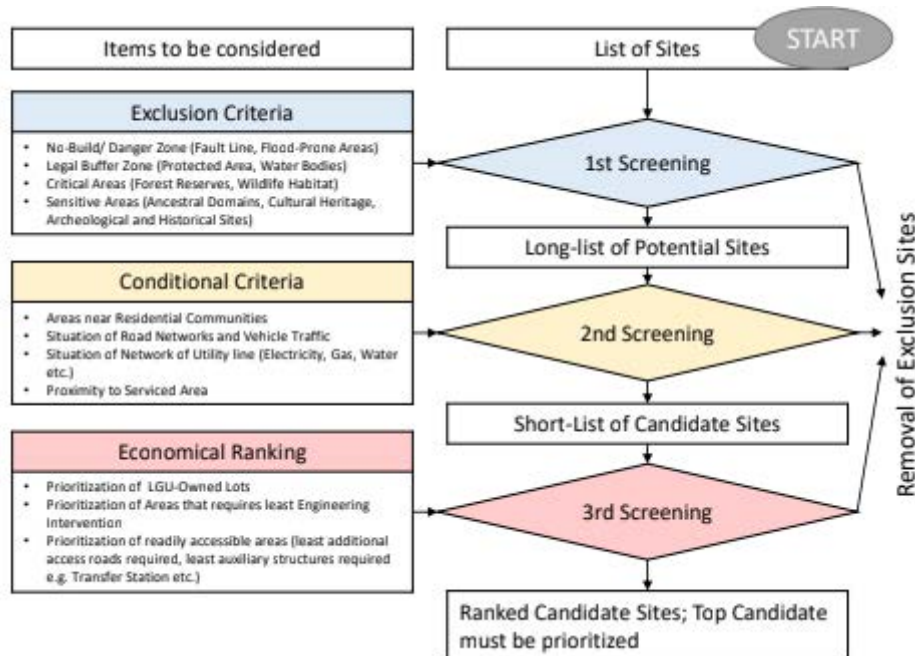 Items to be considered
List of Sites
START
Exclusion Criteria
• No-Build/ Danger Zone (Fault Line, Flood-Prone Areas)
• Legal Buffer Zone (Protected Area, Water Bodies)
• Critical Areas (Forest Reserves, Wildlife Habitat)
• Sensitive Areas (Ancestral Domains, Cultural Heritage,
Archeological and Historical Sites)
1st Screening
Long-list of Potential Sites
Conditional Criteria
• Areas near Residential Communities
• Situation of Road Networks and Vehicle Traffic
• Situation of Network of Utility line (Electricity, Gas, Water
etc.)
• Proximity to Serviced Area
2nd Screening
Short-List of Candidate Sites
Economical Ranking
• Prioritization of LGU-Owned Lots
• Prioritization of Areas that requires least Engineering
Intervention
• Prioritization of readily accessible areas (least additional
access roads required, least auxiliary structures required
e.g. Transfer Station etc.)
3rd Screening
Ranked Candidate Sites; Top Candidate
must be prioritized
Removal of Exclusion Sites